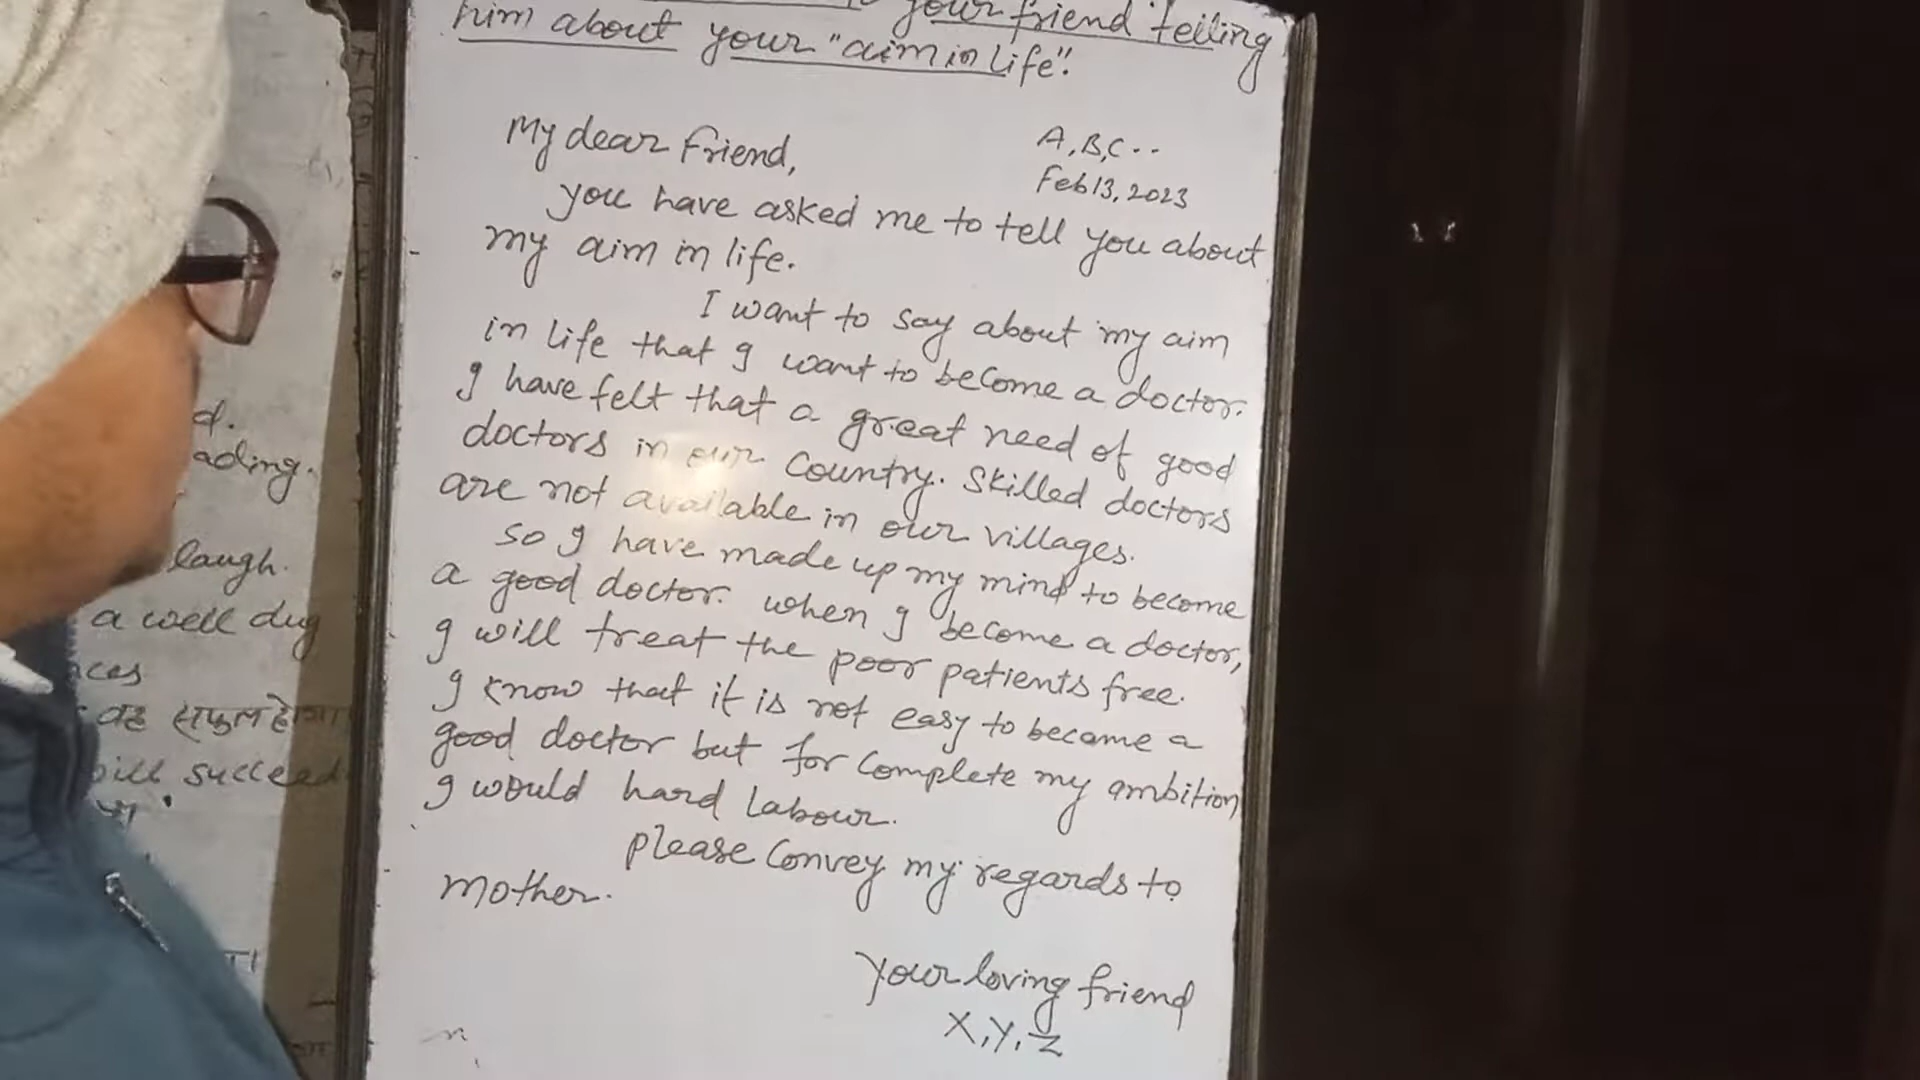 your friend telling
him about your "aim in life".
A, B, C..
Feb 13, 2023
My dear Friend,
you have asked me to tell you about
my aim in life.
I want to say about my aim
in life that I want to become a doctor.
I have felt that a great need of good
doctors in our Country. Skilled doctors
are not available in our villages.
So I have made up my mind to become
a good doctor. when I become a doctor,
I will treat the poor patients free.
I know that it is not easy to became a
good doctor but for Complete my ambition
I would hard Labour.
please Convey my regards to
mother.
Your loving friend
X, Y, Z
d.
ading.
laugh.
a well dug
nces
वह सफल होगा
will succeed